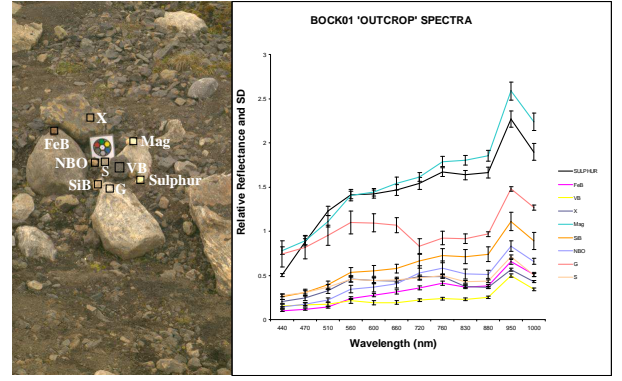 X
FeB
Mag
NBO
S
VB
SiB
G
Sulphur
BOCK01 'OUTCROP' SPECTRA
Relative Reflectance and SD
3
2.5
2
1.5
1
0.5
0
440 470 510 560 600 660 720 760 830 880 950 1000
Wavelength (nm)
SULPHUR
FeB
VB
X
Mag
SiB
NBO
G
S